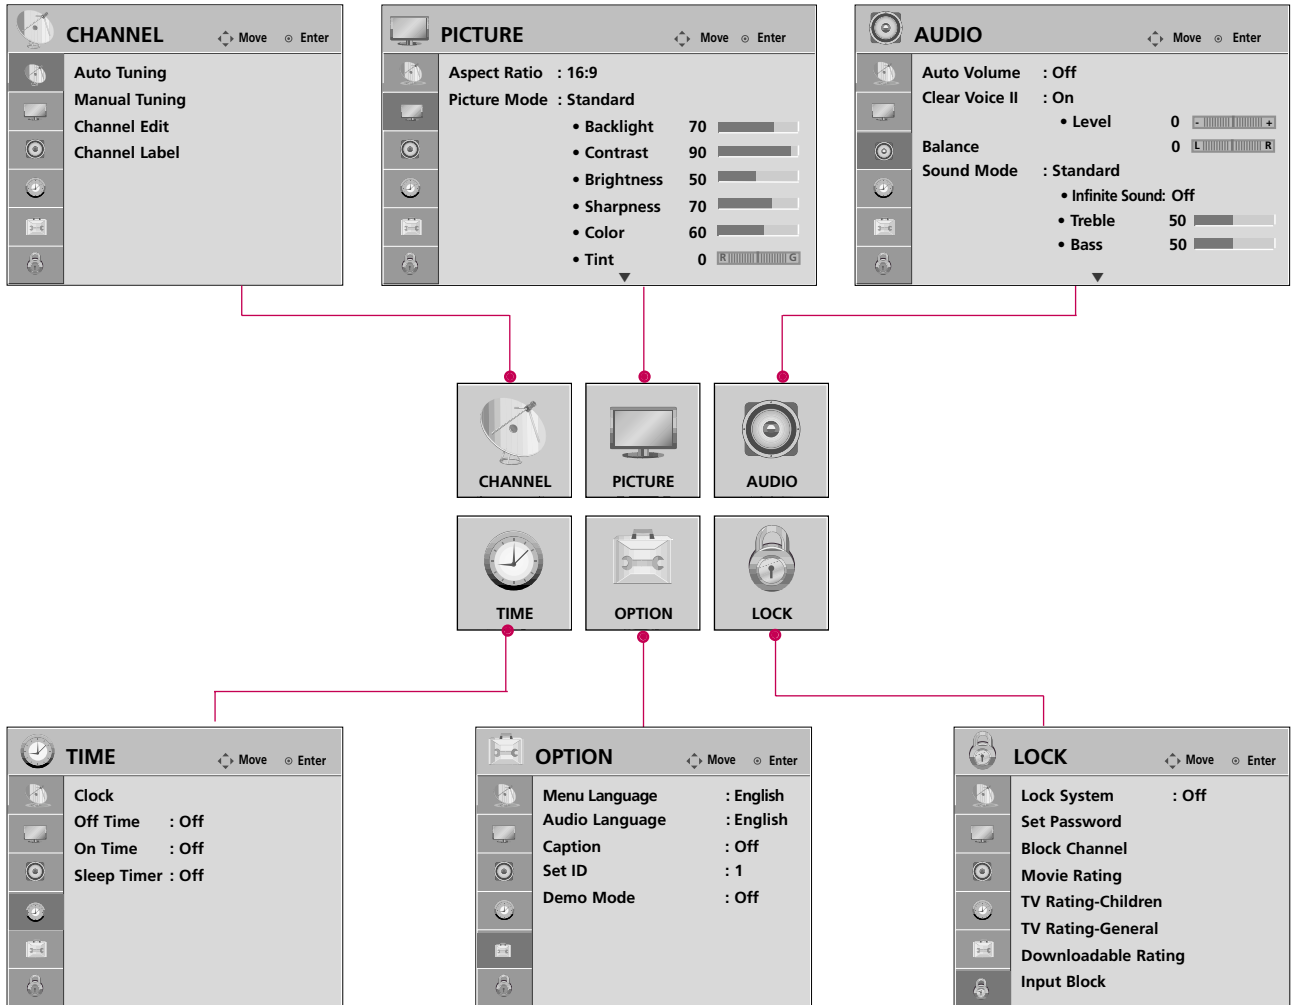 CHANNEL Move Enter
Auto Tuning
Manual Tuning
Channel Edit
Channel Label
PICTURE Move Enter
Aspect Ratio : 16:9
Picture Mode : Standard
• Backlight 70
• Contrast 90
• Brightness 50
• Sharpness 70
• Color 60
• Tint 0 R G
AUDIO Move Enter
Auto Volume : Off
Clear Voice II : On
• Level 0 - +
Balance 0 L R
Sound Mode : Standard
• Infinite Sound: Off
• Treble 50
• Bass 50
CHANNEL
PICTURE
AUDIO
TIME
OPTION
LOCK
TIME Move Enter
Clock
Off Time : Off
On Time : Off
Sleep Timer : Off
OPTION Move Enter
Menu Language : English
Audio Language : English
Caption : Off
Set ID : 1
Demo Mode : Off
LOCK Move Enter
Lock System : Off
Set Password
Block Channel
Movie Rating
TV Rating-Children
TV Rating-General
Downloadable Rating
Input Block